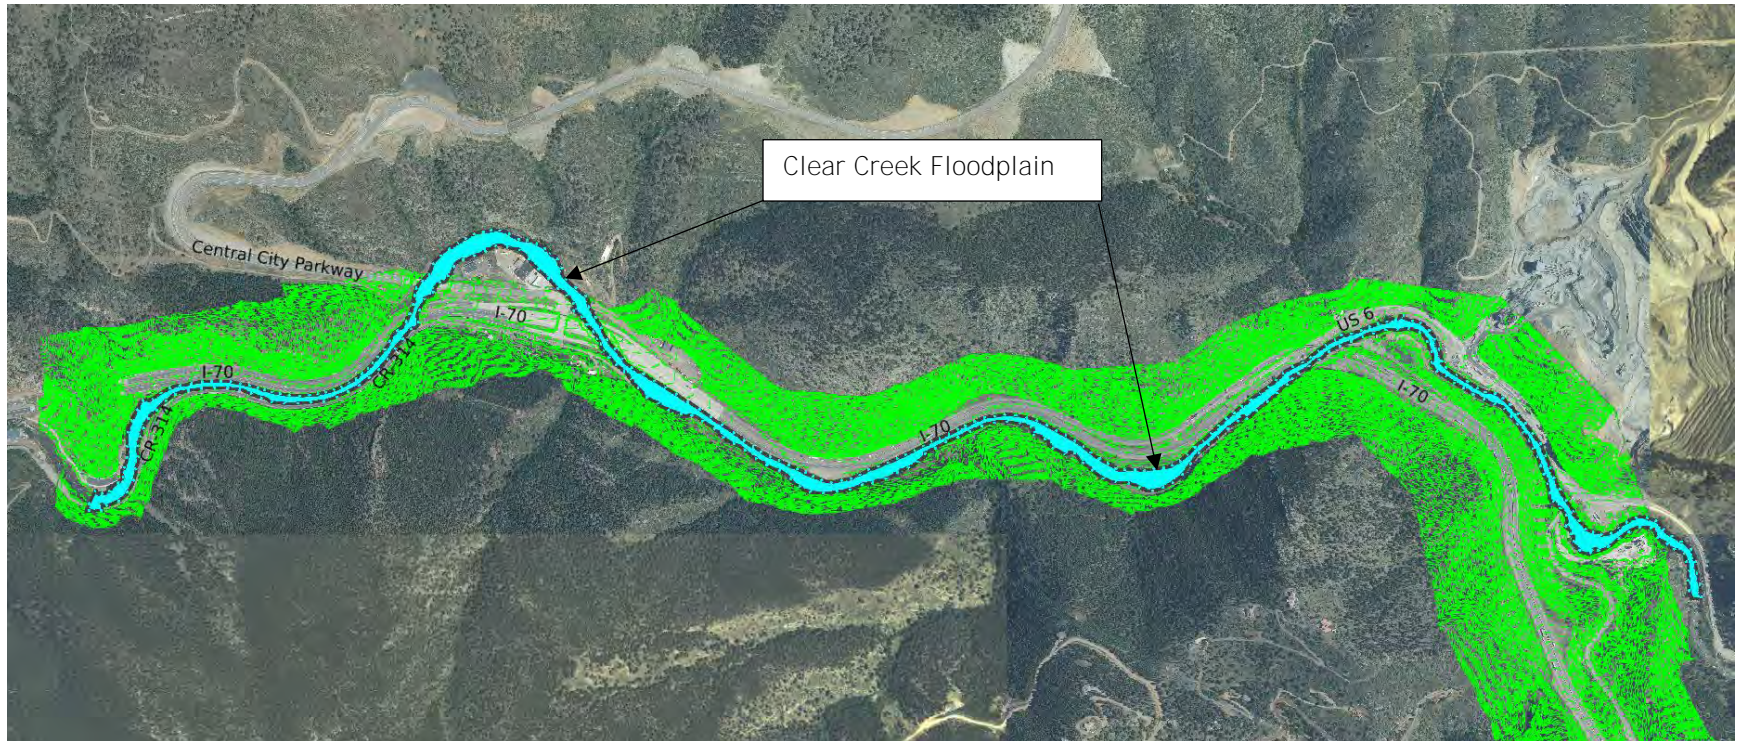 Clear Creek Floodplain
Central City Parkway
I-70
US 6
I-70
CR-314
I-70
I-70
CR-314